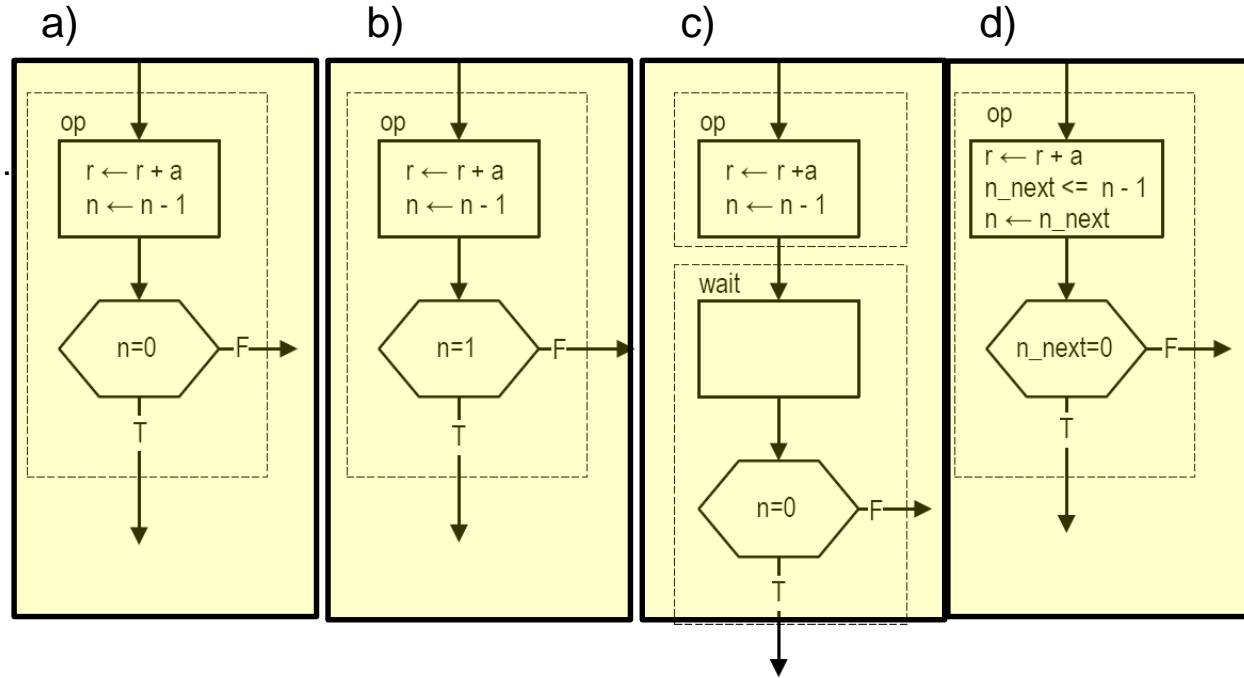 a)
op
r ← r + a
n ← n - 1
n=0
F
T
b)
op
r ← r + a
n ← n - 1
n=1
F
T
c)
op
r ← r +a
n ← n - 1
wait
n=0
F
T
d)
op
r ← r + a
n_next <= n - 1
n ← n_next
n_next=0
F
T